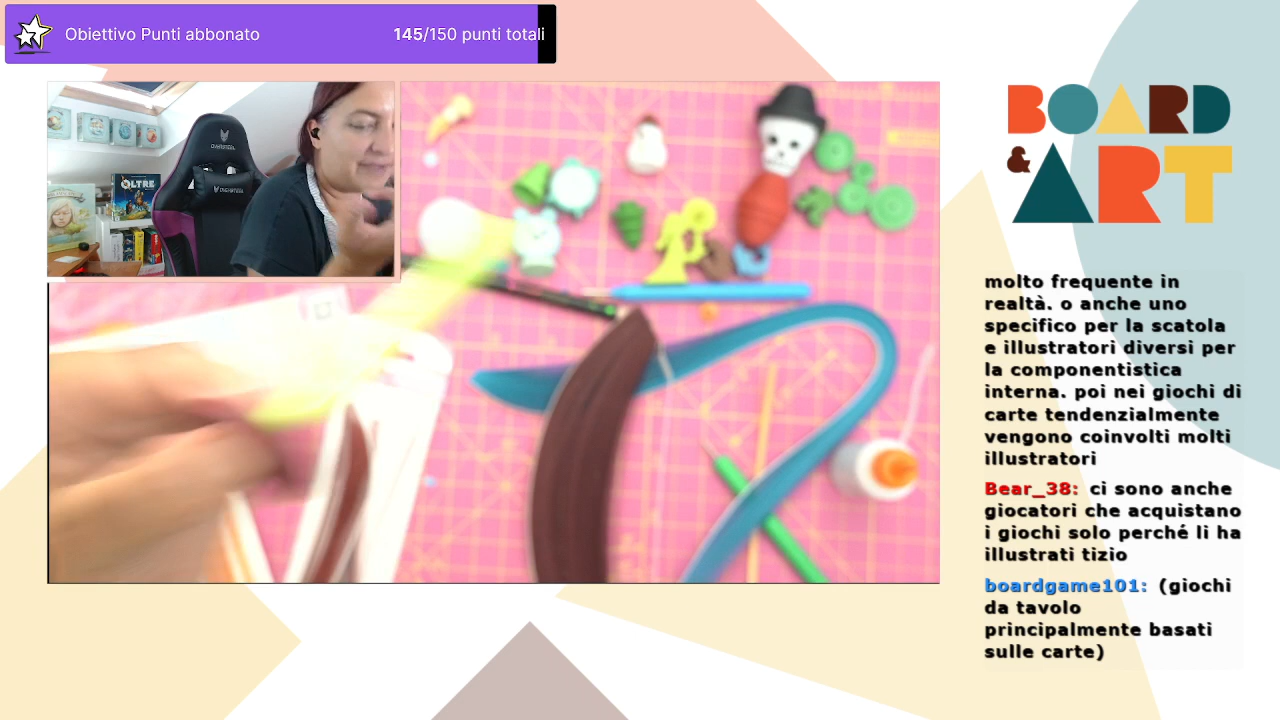 Obiettivo Punti abbonato
145/150 punti totali
BOARD
& ART
OLTRE
molto frequente in
realtà. o anche uno
specifico per la scatola
e illustratori diversi per
la componentistica
interna. poi nei giochi di
carte tendenzialmente
vengono coinvolti molti
illustratori
Bear_38: ci sono anche
giocatori che acquistano
i giochi solo perché li ha
illustrati tizio
boardgame101: (giochi
da tavolo
principalmente basati
sulle carte)